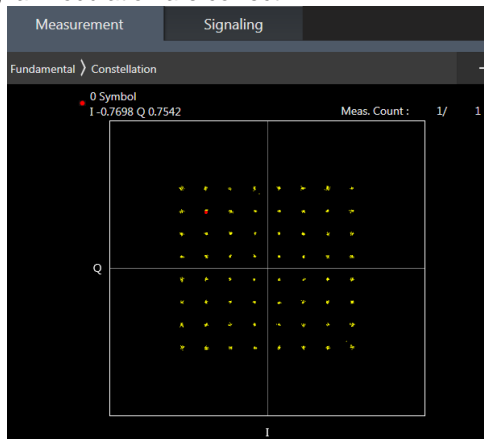 Measurement Signaling
Fundamental 〉 Constellation
0 Symbol
I -0.7698 Q 0.7542 Meas. Count : 1/ 1
Q
I